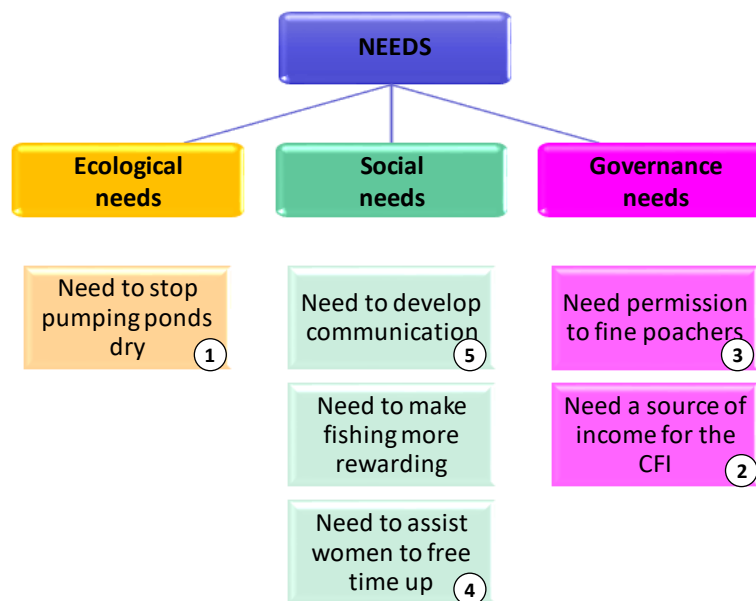 NEEDS
Ecological
needs
Social
needs
Governance
needs
Need to stop
pumping ponds
dry
1
Need to develop
communication
5
Need permission
to fine poachers
3
Need to make
fishing more
rewarding
Need a source of
income for the
CFI
2
Need to assist
women to free
time up
4